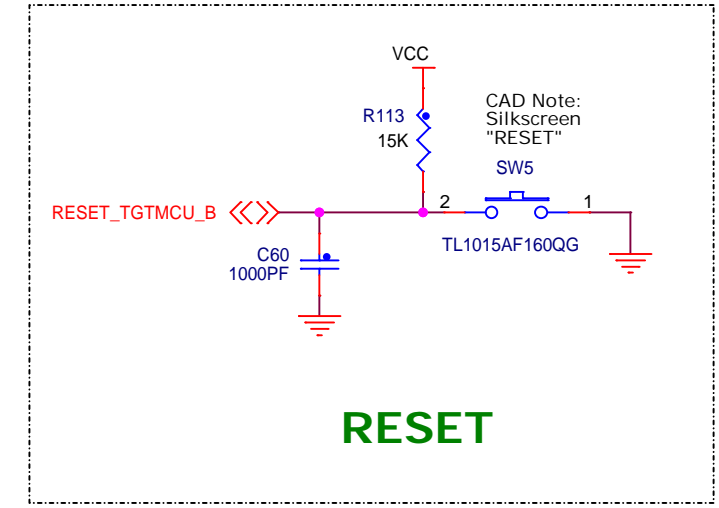 VCC
R113
15K
CAD Note:
Silkscreen
"RESET"
SW5
RESET_TGTMCU_B
2
1
TL1015AF160QG
C60
1000PF
RESET